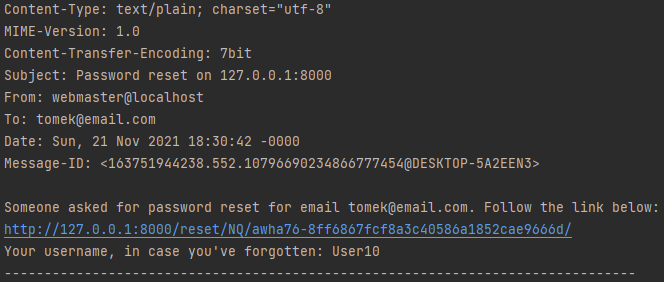 Content-Type: text/plain; charset="utf-8"
MIME-Version: 1.0
Content-Transfer-Encoding: 7bit
Subject: Password reset on 127.0.0.1:8000
From: webmaster@localhost
To: tomek@email.com
Date: Sun, 21 Nov 2021 18:30:42 -0000
Message-ID: <163751944238.552.10796690234866777454@DESKTOP-5A2EEN3>

Someone asked for password reset for email tomek@email.com. Follow the link below:
http://127.0.0.1:8000/reset/NQ/awha76-8ff6867fcf8a3c40586a1852cae9666d/
Your username, in case you've forgotten: User10
-------------------------------------------------------------------------------